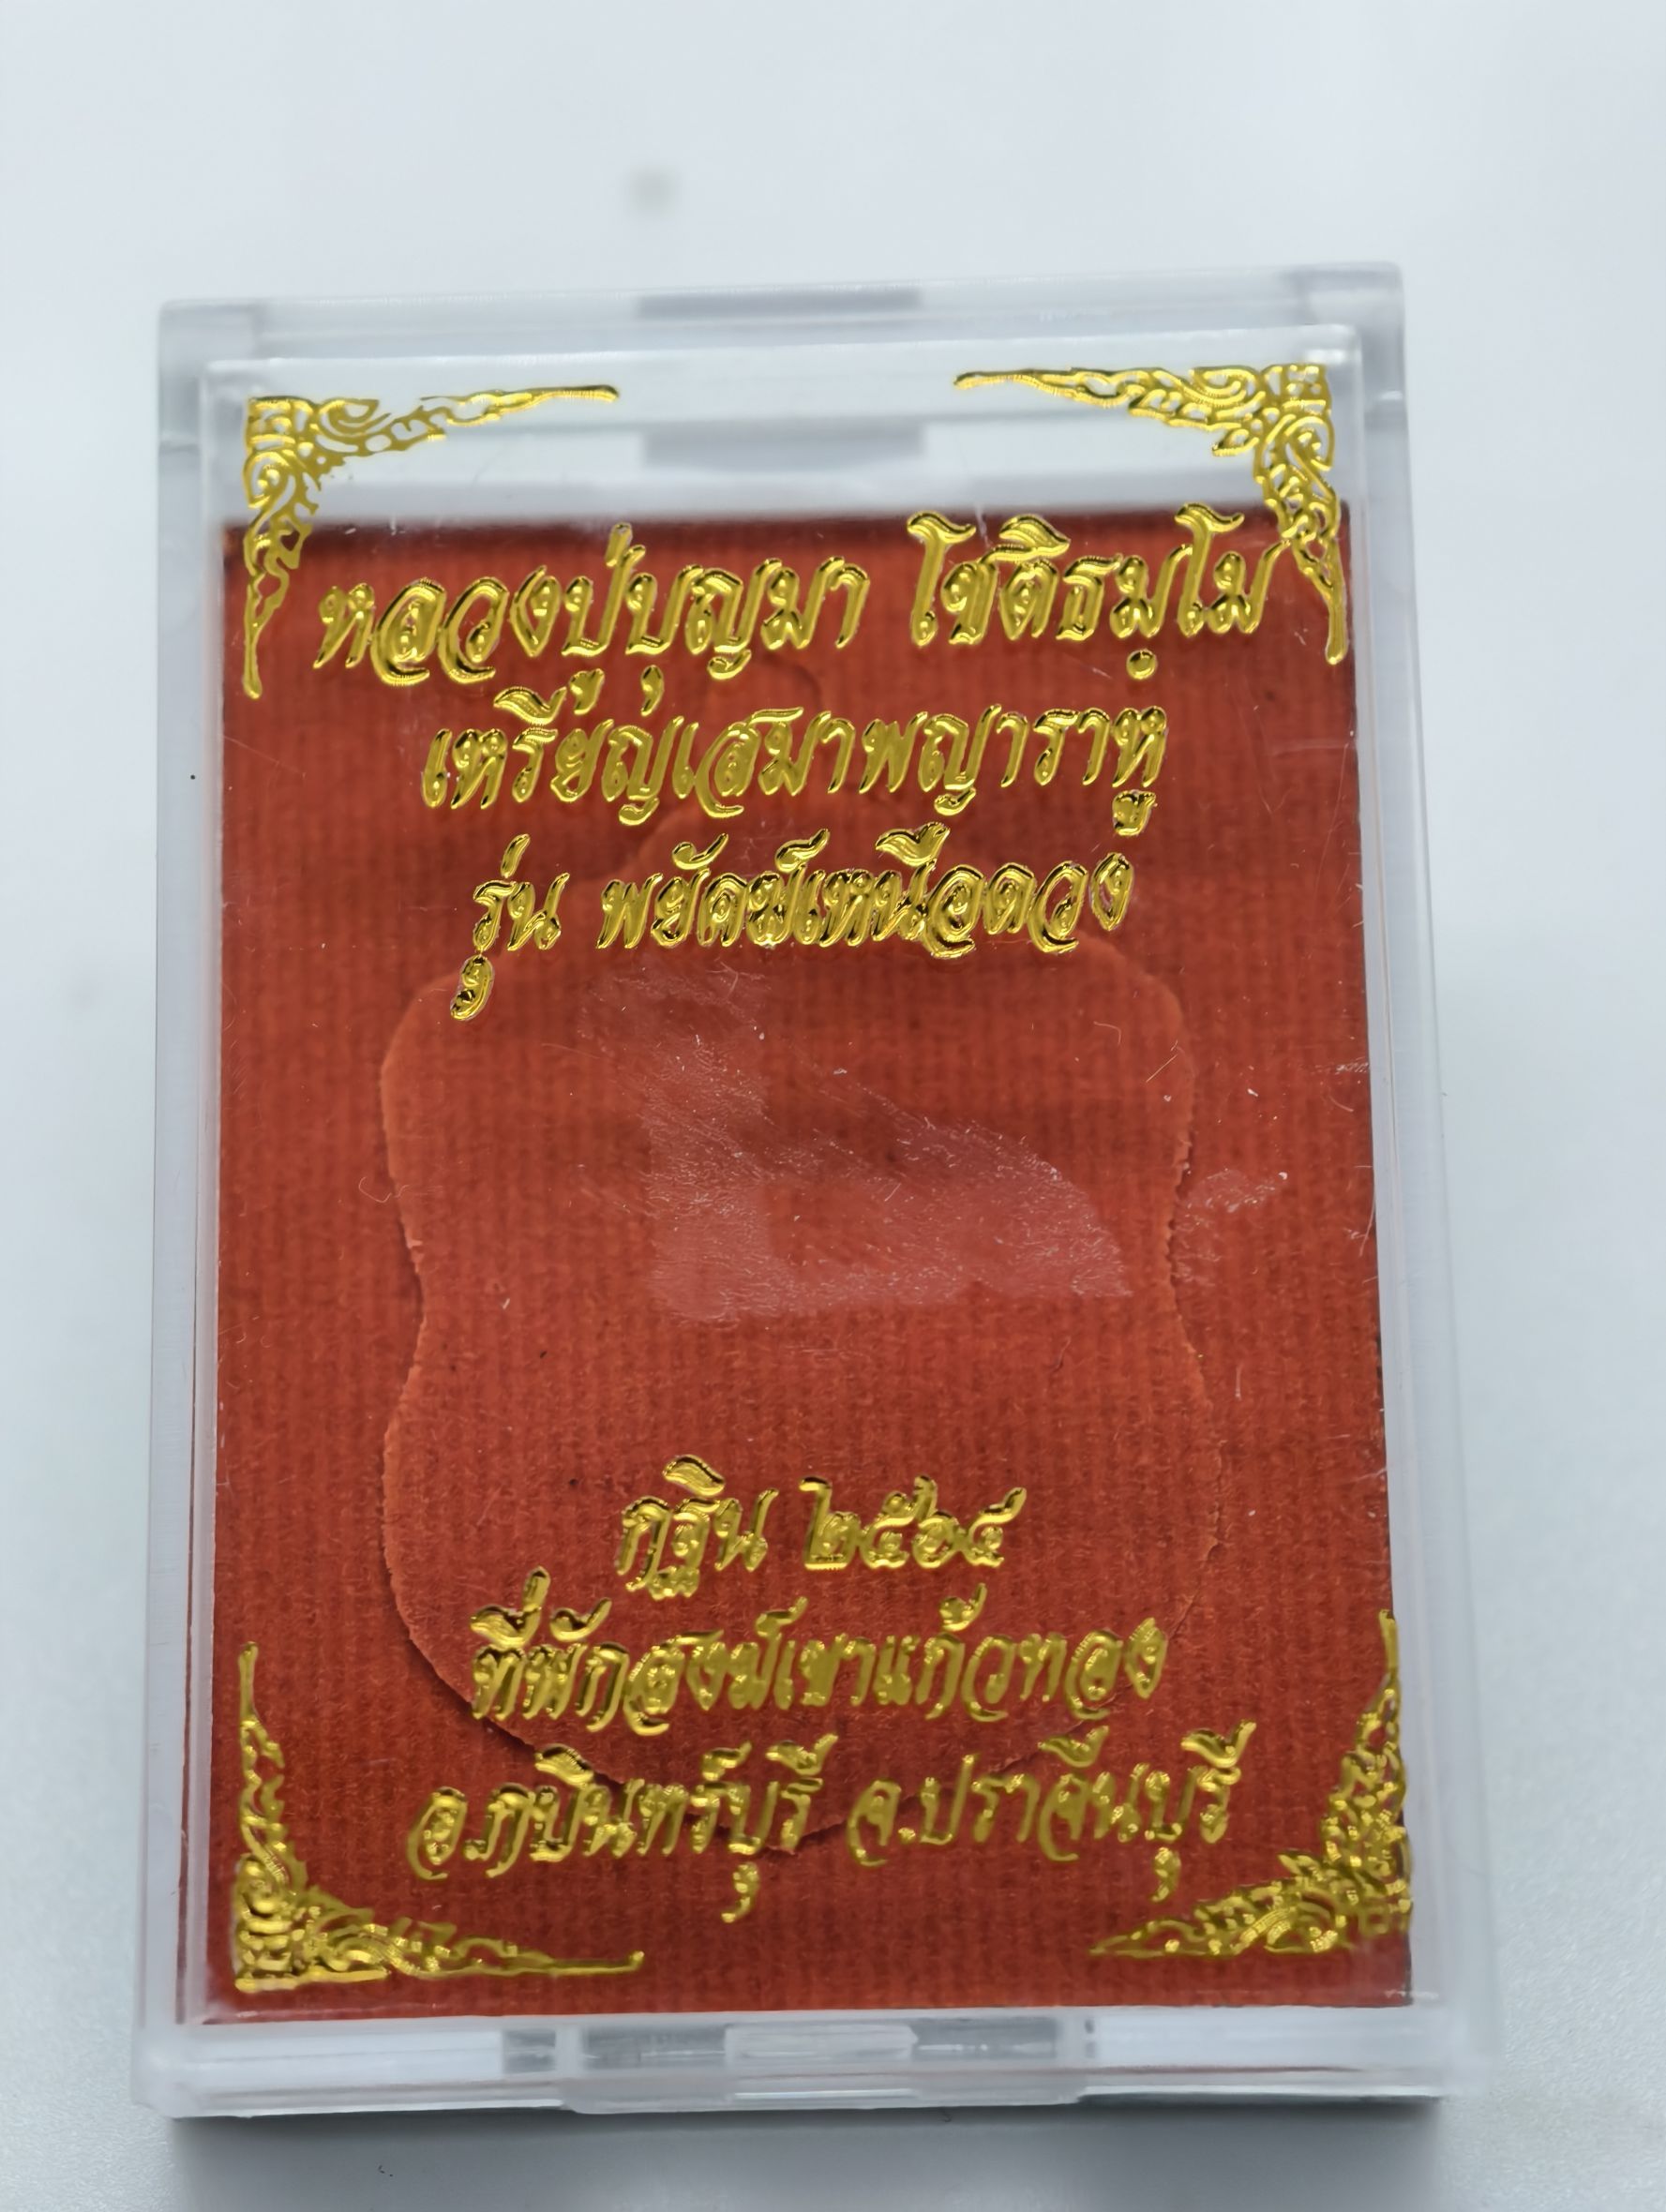 หลวงปู่บุญมา โชติธมฺโม
เหรียญเสมาพญาราหู
รุ่น พยัคฆ์เหนือดวง
กฐิน ๒๕๖๔
ที่พักสงฆ์เขาแก้วทอง
อ.กบินทร์บุรี จ.ปราจีนบุรี